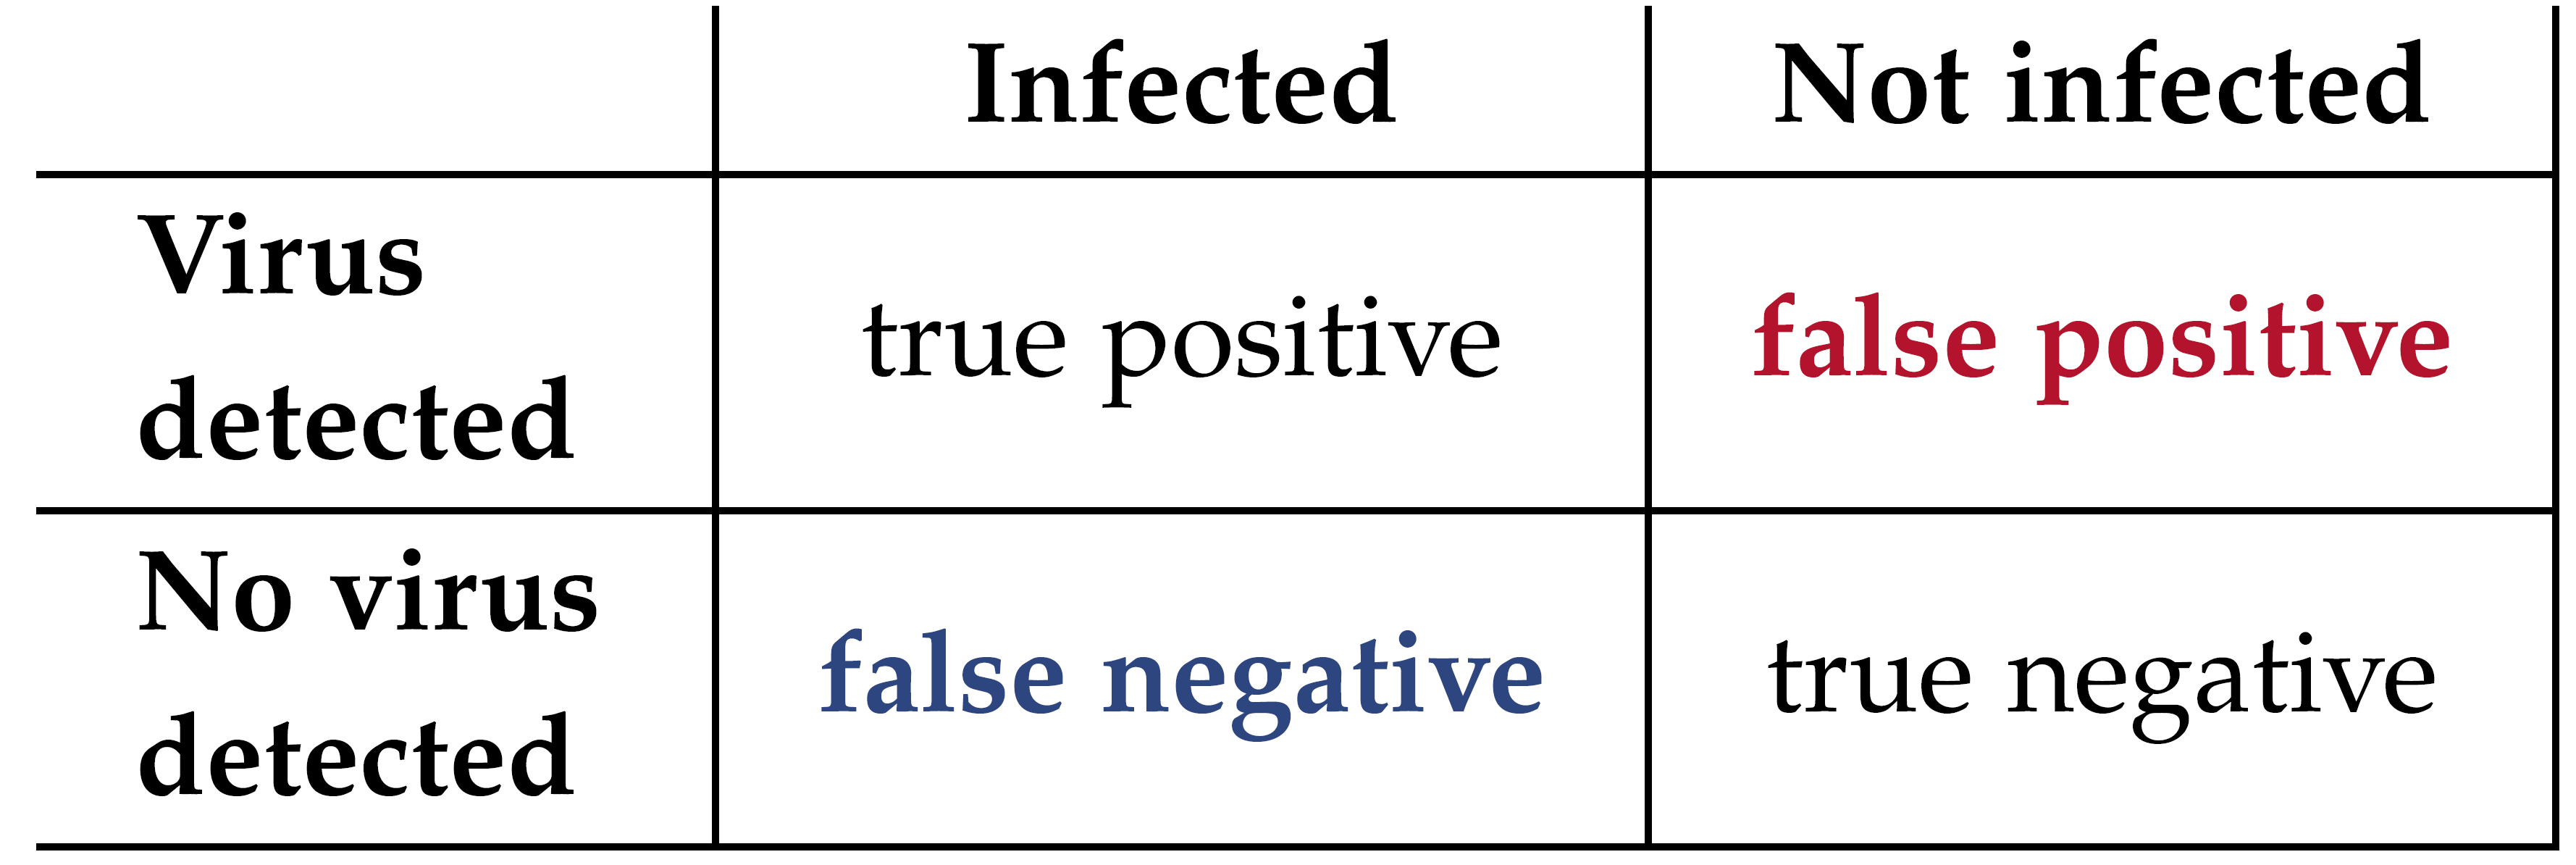 Infected Not infected
Virus
detected
true positive false positive
No virus
detected
false negative true negative